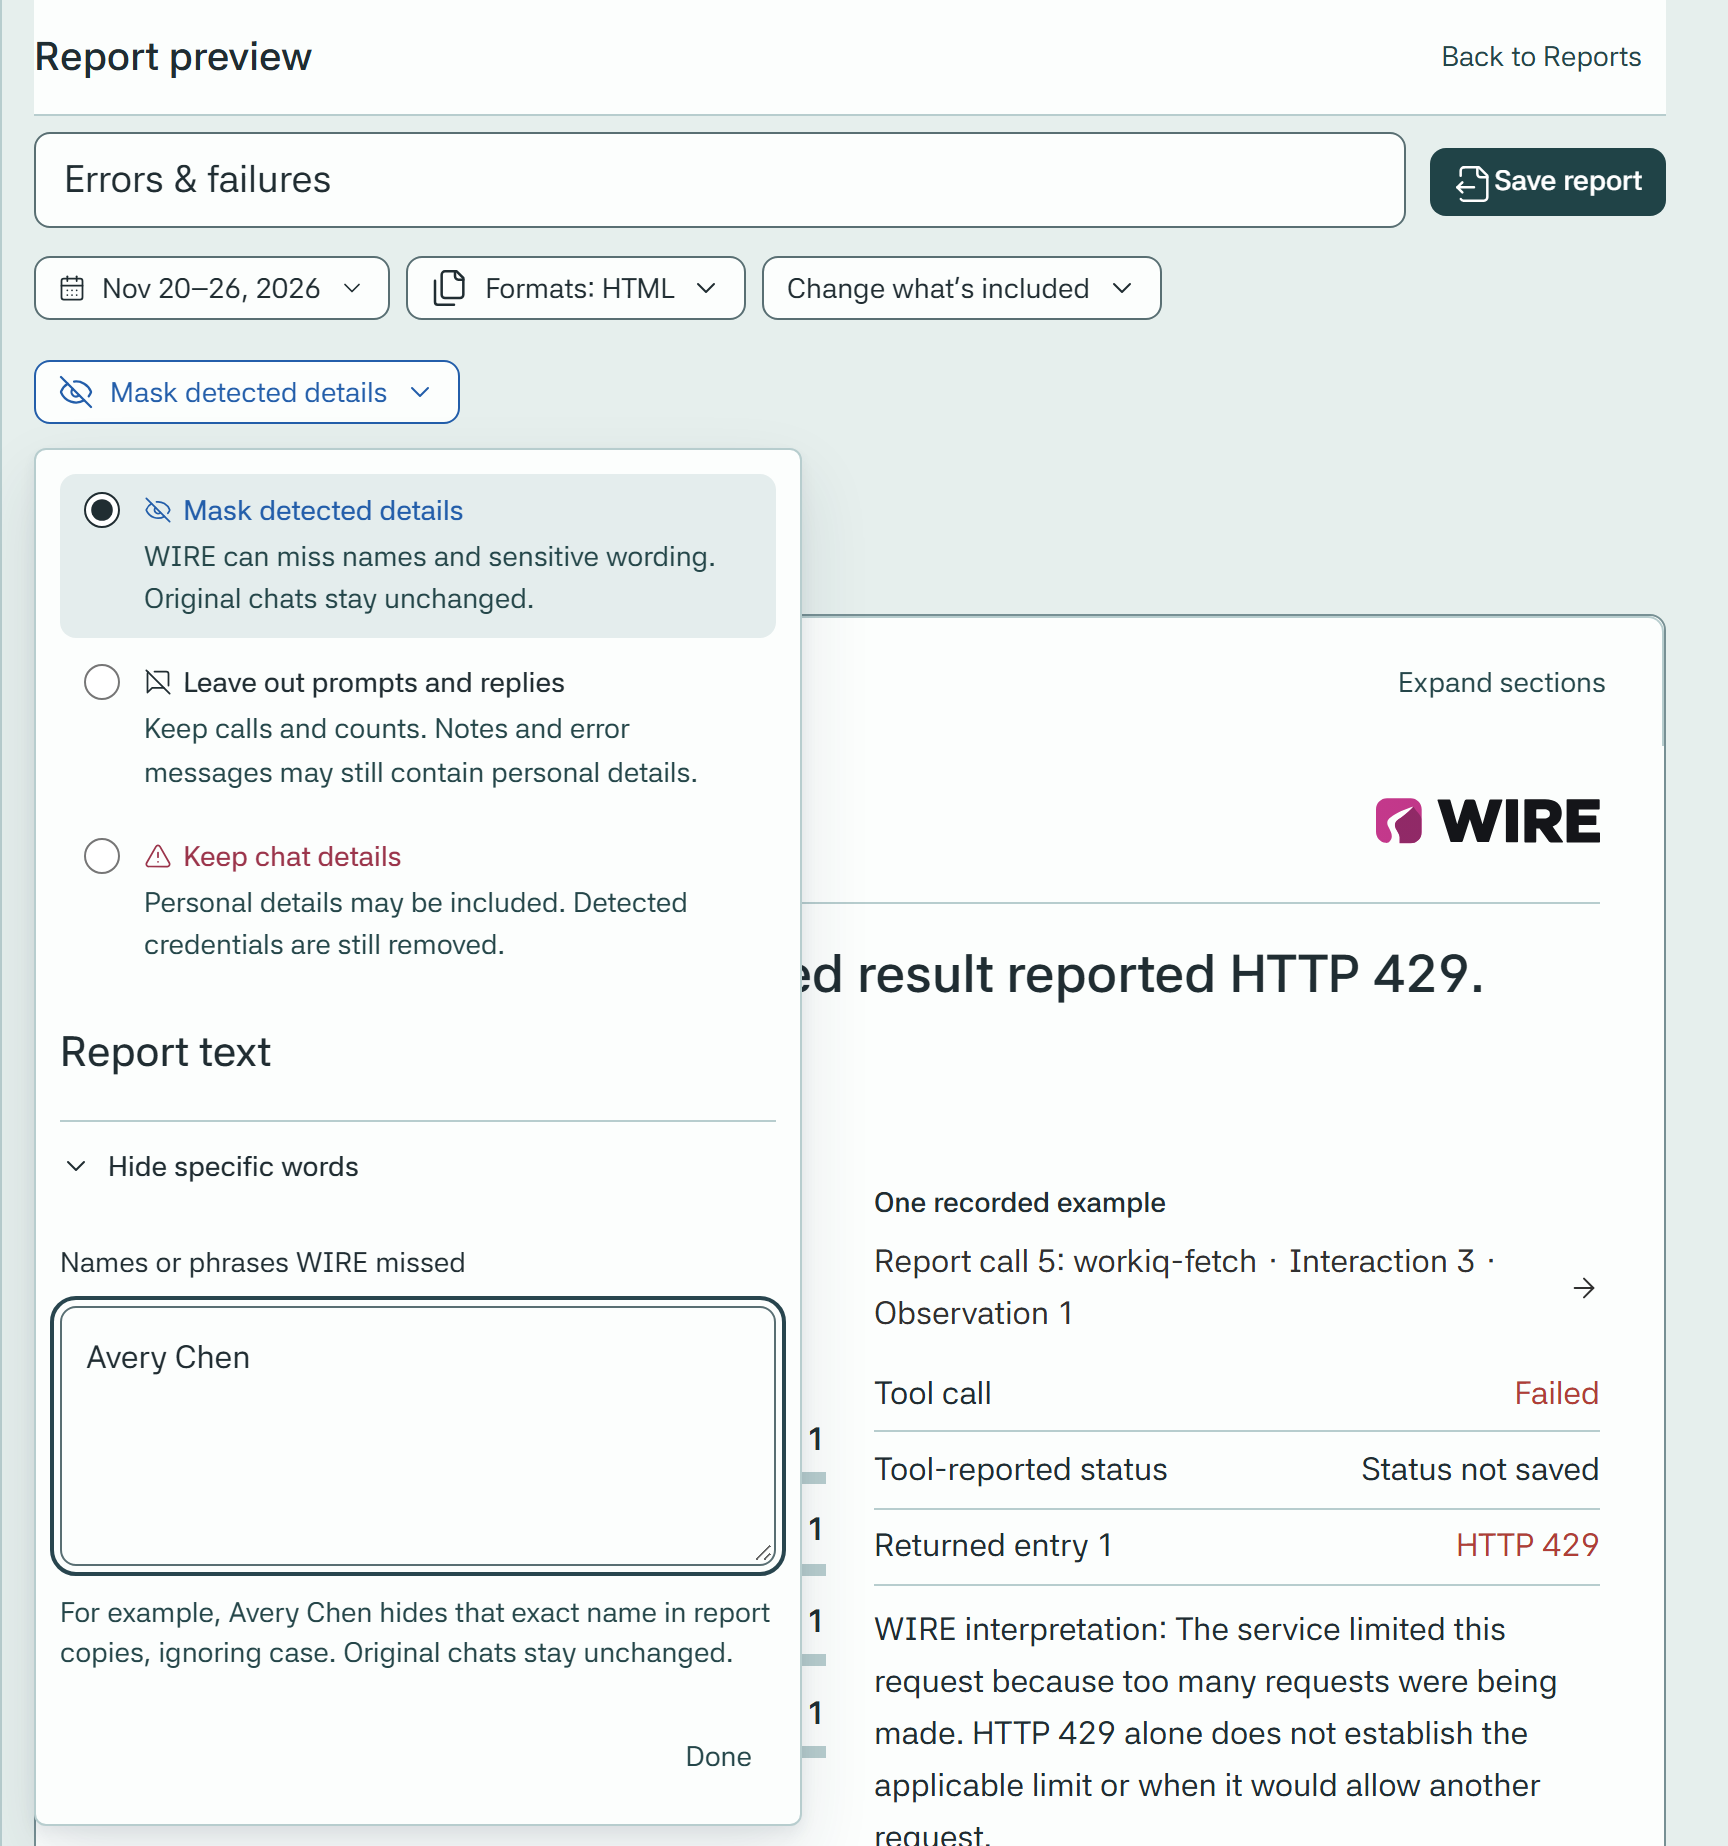 Report preview
Back to Reports
Errors & failures
Save report
Nov 20–26, 2026
Formats: HTML
Change what’s included
Mask detected details
Mask detected details
WIRE can miss names and sensitive wording.
Original chats stay unchanged.
Leave out prompts and replies
Keep calls and counts. Notes and error
messages may still contain personal details.
Keep chat details
Personal details may be included. Detected
credentials are still removed.
Report text
Hide specific words
Names or phrases WIRE missed
Avery Chen
For example, Avery Chen hides that exact name in report
copies, ignoring case. Original chats stay unchanged.
Done
Expand sections
WIRE
result reported HTTP 429.
1
1
1
1
One recorded example
Report call 5: workiq-fetch · Interaction 3 ·
Observation 1
Tool call
Failed
Tool-reported status
Status not saved
Returned entry 1
HTTP 429
WIRE interpretation: The service limited this
request because too many requests were being
made. HTTP 429 alone does not establish the
applicable limit or when it would allow another
request.